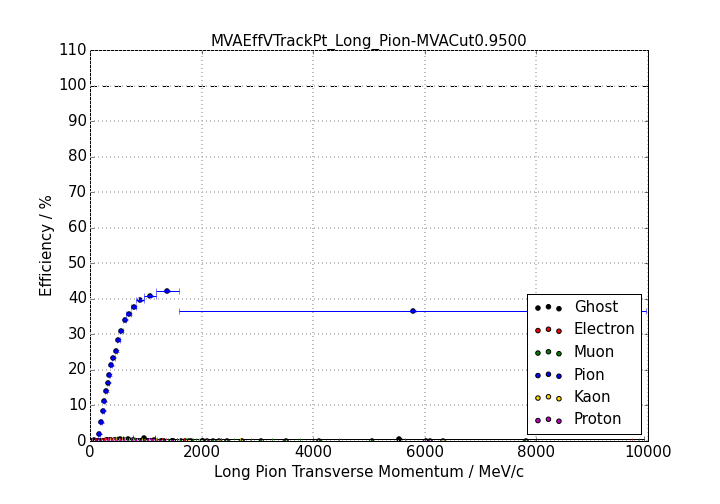 MVAEffVTrackPt_Long_Pion-MVACut0.9500
110
100
90
80
70
60
50
40
30
20
10
0
Efficiency / %
Ghost
Electron
Muon
Pion
Kaon
Proton
0 2000 4000 6000 8000 10000
Long Pion Transverse Momentum / MeV/c